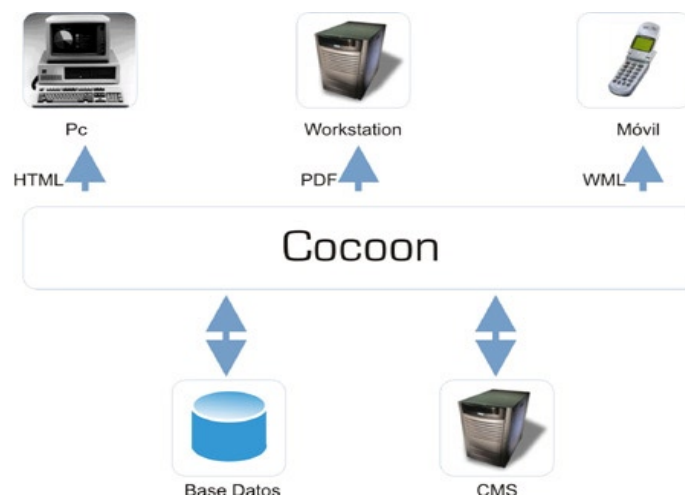 Pc
Workstation
Móvil
HTML
PDF
WML
Cocoon
Base Datos
CMS